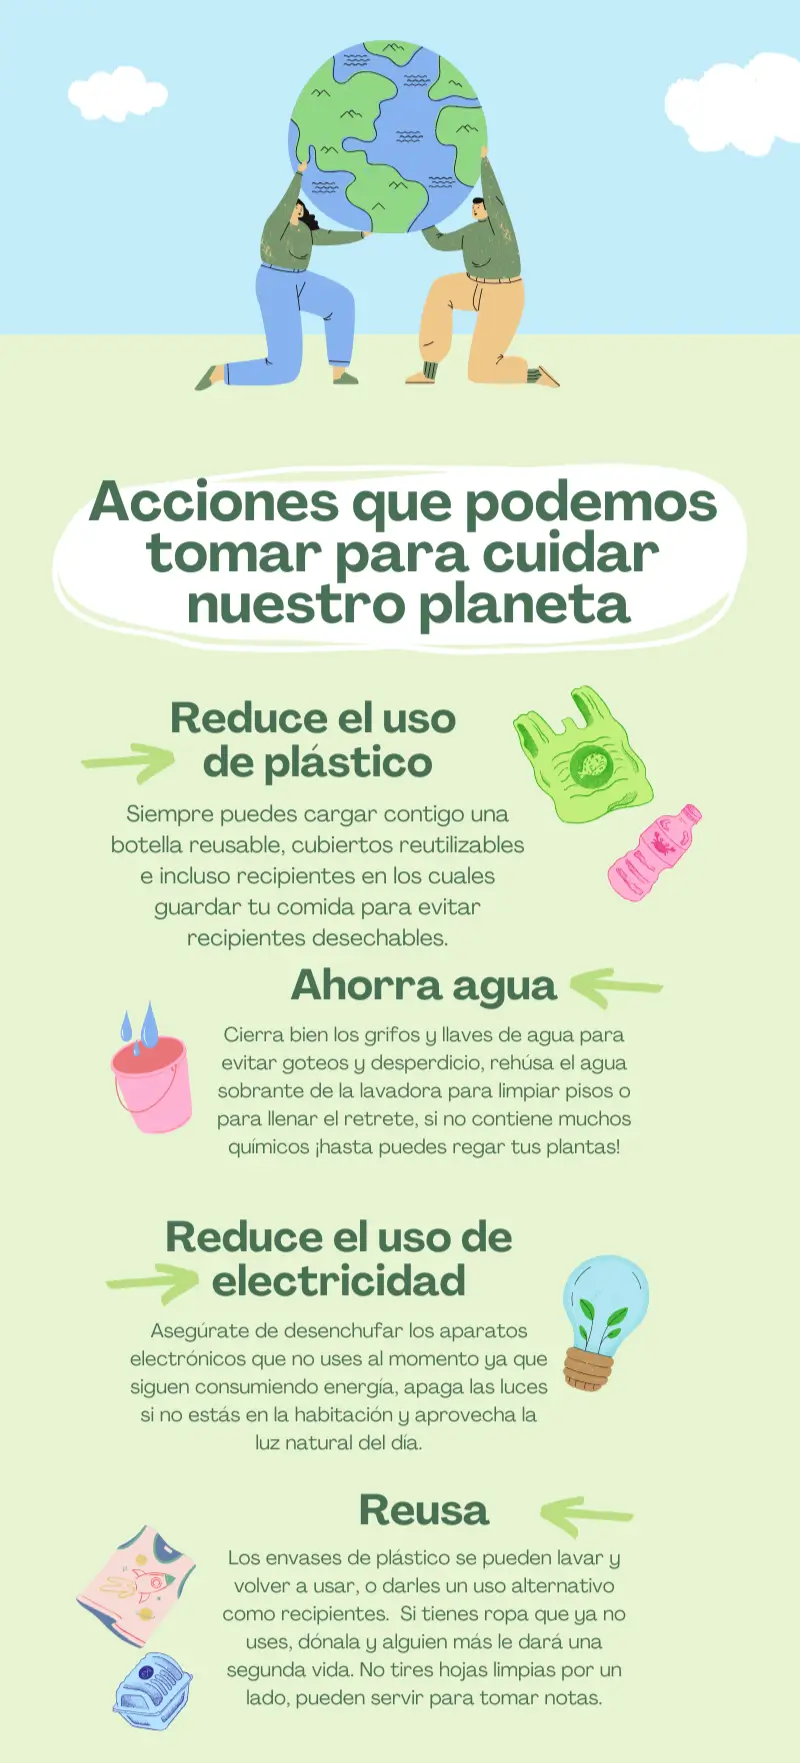 Acciones que podemos
tomar para cuidar
nuestro planeta
Reduce el uso
de plástico
Siempre puedes cargar contigo una
botella reusable, cubiertos reutilizables
e incluso recipientes en los cuales
guardar tu comida para evitar
recipientes desechables.
Ahorra agua
Cierra bien los grifos y llaves de agua para
evitar goteos y desperdicio, rehúsa el agua
sobrante de la lavadora para limpiar pisos o
para llenar el retrete, si no contiene muchos
químicos ¡hasta puedes regar tus plantas!
Reduce el uso de
electricidad
Asegúrate de desenchufar los aparatos
electrónicos que no uses al momento ya que
siguen consumiendo energía, apaga las luces
si no estás en la habitación y aprovecha la
luz natural del día.
Reusa
Los envases de plástico se pueden lavar y
volver a usar, o darles un uso alternativo
como recipientes. Si tienes ropa que ya no
uses, dónala y alguien más le dará una
segunda vida. No tires hojas limpias por un
lado, pueden servir para tomar notas.